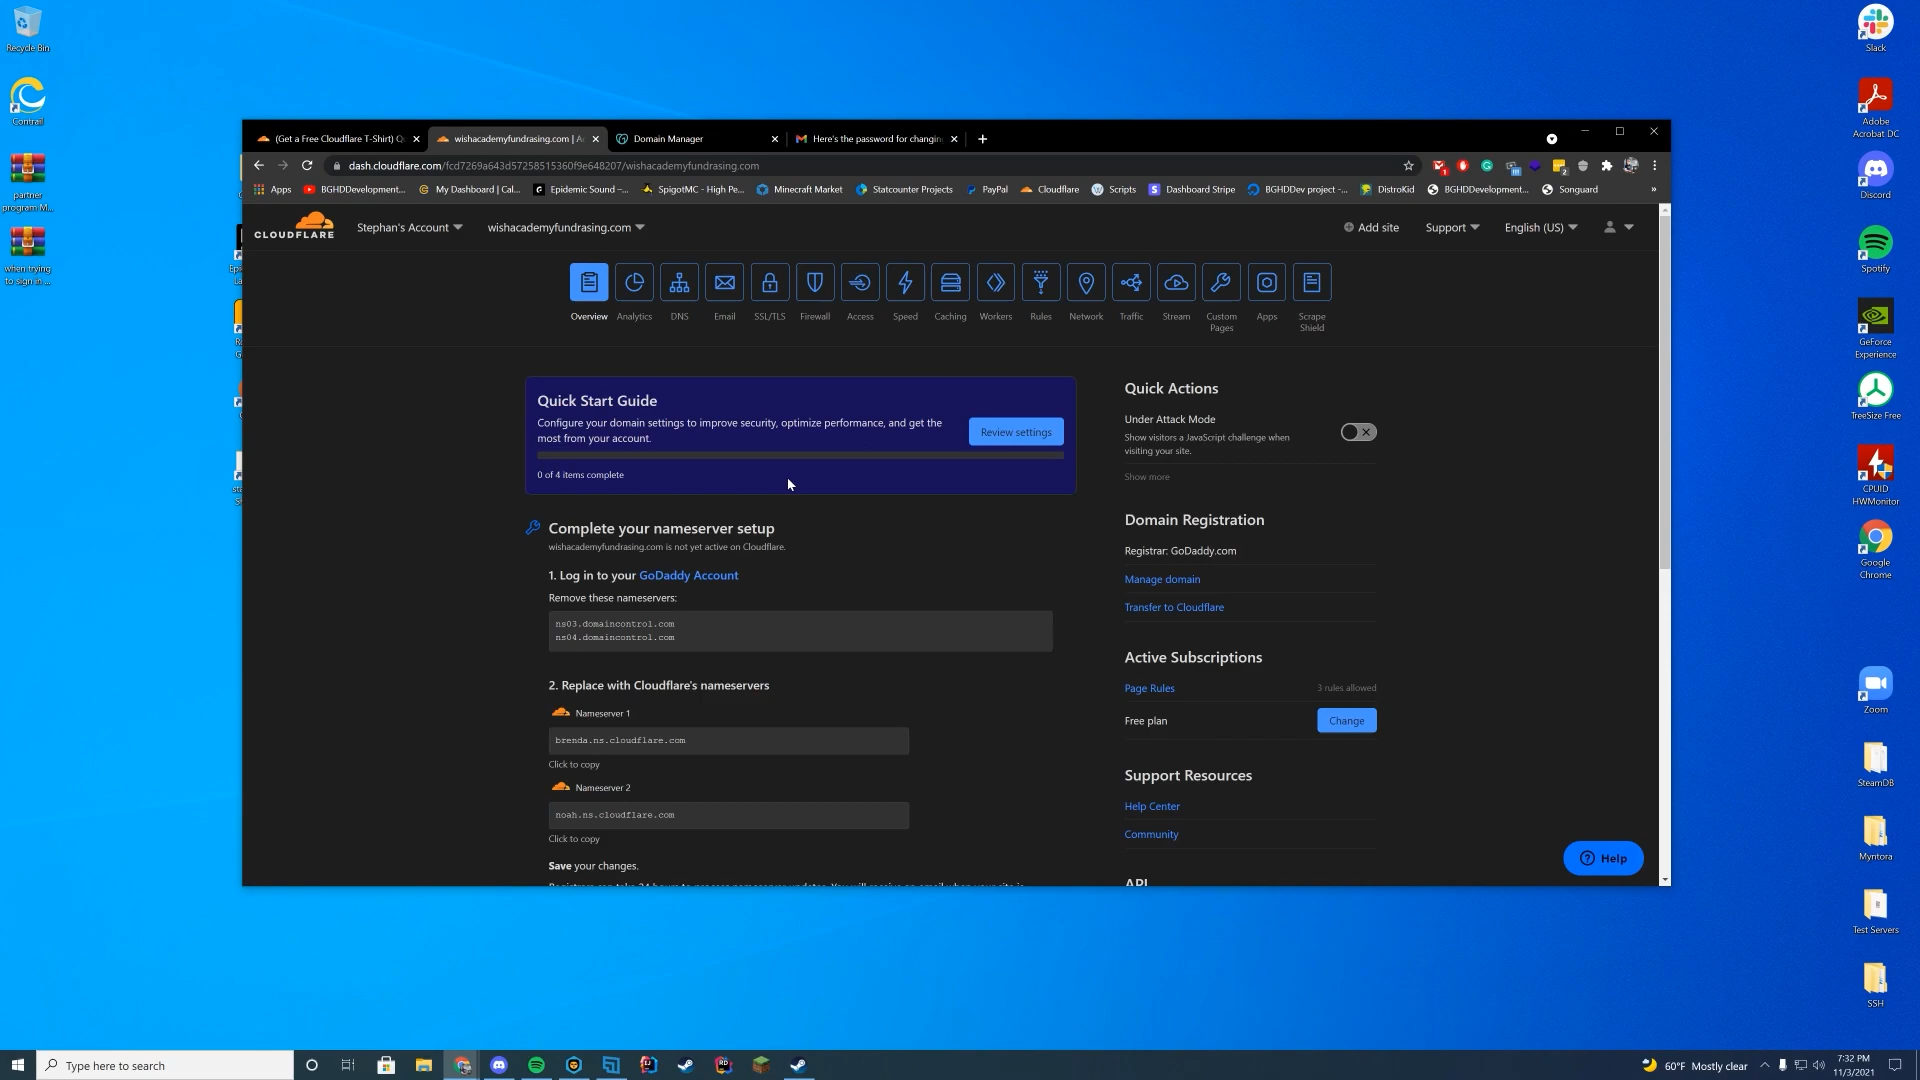 Recycle Bin
Contrail
partner
program M...
when trying
to sign in ...
(Get a Free Cloudflare T-Shirt) Q
wishacademyfundrasing.com | A
Domain Manager
Here's the password for changin
dash.cloudflare.com/fcd7269a643d57258515360f9e648207/wishacademyfundrasing.com
Apps
BGHDDevelopment...
My Dashboard | Cal...
Epidemic Sound –...
SpigotMC - High Pe...
Minecraft Market
Statcounter Projects
PayPal
Cloudflare
Scripts
Dashboard Stripe
BGHDDev project -...
DistroKid
BGHDDevelopment...
Songuard
»
CLOUDFLARE
Stephan's Account
wishacademyfundrasing.com
Add site
Support
English (US)
Overview
Analytics
DNS
Email
SSL/TLS
Firewall
Access
Speed
Caching
Workers
Rules
Network
Traffic
Stream
Custom
Pages
Apps
Scrape
Shield
Quick Start Guide
Configure your domain settings to improve security, optimize performance, and get the
most from your account.
Review settings
0 of 4 items complete
Complete your nameserver setup
wishacademyfundrasing.com is not yet active on Cloudflare.
1. Log in to your GoDaddy Account
Remove these nameservers:
ns03.domaincontrol.com
ns04.domaincontrol.com
2. Replace with Cloudflare's nameservers
Nameserver 1
brenda.ns.cloudflare.com
Click to copy
Nameserver 2
noah.ns.cloudflare.com
Click to copy
Save your changes.
Quick Actions
Under Attack Mode
Show visitors a JavaScript challenge when
visiting your site.
Show more
Domain Registration
Registrar: GoDaddy.com
Manage domain
Transfer to Cloudflare
Active Subscriptions
Page Rules
3 rules allowed
Free plan
Change
Support Resources
Help Center
Community
API
Help
Slack
Adobe
Acrobat DC
Discord
Spotify
GeForce
Experience
TreeSize Free
CPUID
HWMonitor
Google
Chrome
Zoom
SteamDB
Myntora
Test Servers
SSH
Type here to search
60°F Mostly clear
7:32 PM
11/3/2021